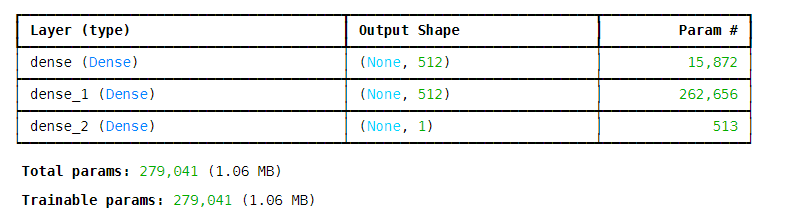 Layer (type) Output Shape Param #
dense (Dense) (None, 512) 15,872
dense_1 (Dense) (None, 512) 262,656
dense_2 (Dense) (None, 1) 513
Total params: 279,041 (1.06 MB)
Trainable params: 279,041 (1.06 MB)